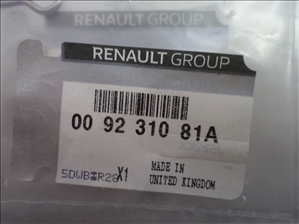 RENAULT GROUP
RENAULT GROUP
00 92 310 81A
X1
MADE IN
UNITED KINGDOM